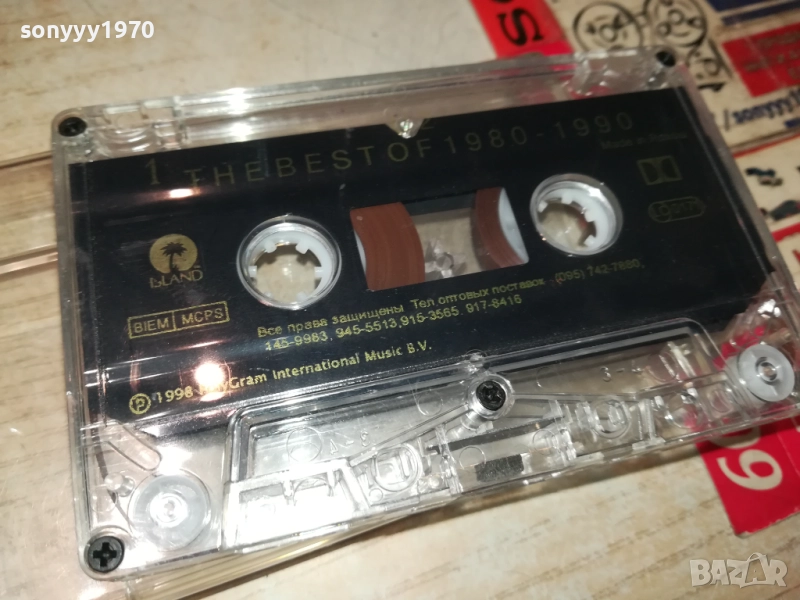 sonyyy1970
1 THE BEST OF 1980 - 1990
Made in Russia
ISLAND
BIEM MCPS
Все права защищены Тел.оптовых поставок : (095) 742-7880,
145-9983, 945-5513,915-3565, 917-8416
℗ 1998 PolyGram International Music B.V.
BAZAR